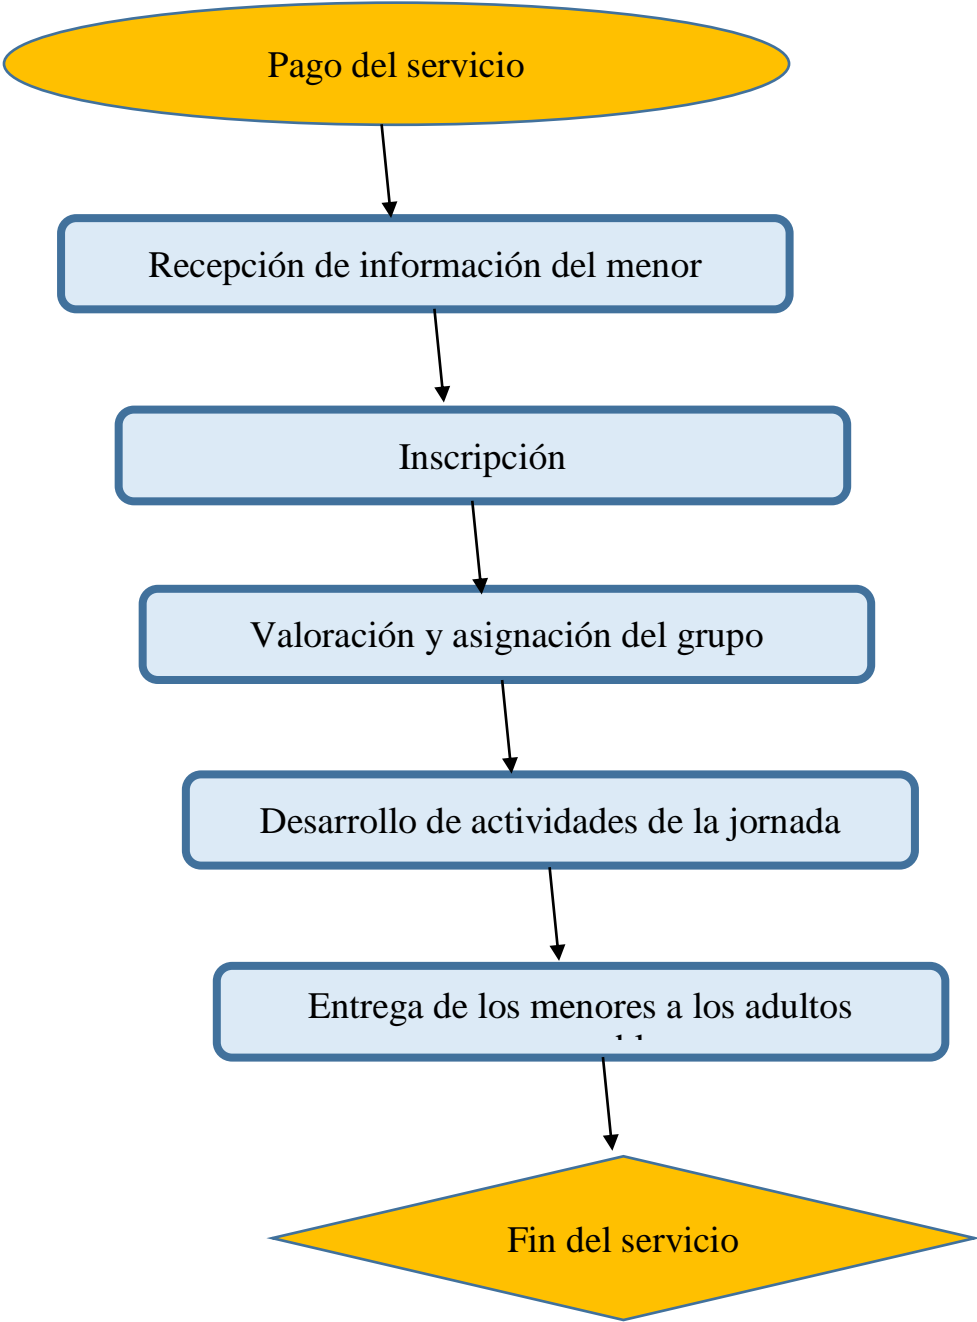 Pago del servicio
Recepción de información del menor
Inscripción
Valoración y asignación del grupo
Desarrollo de actividades de la jornada
Entrega de los menores a los adultos
Fin del servicio